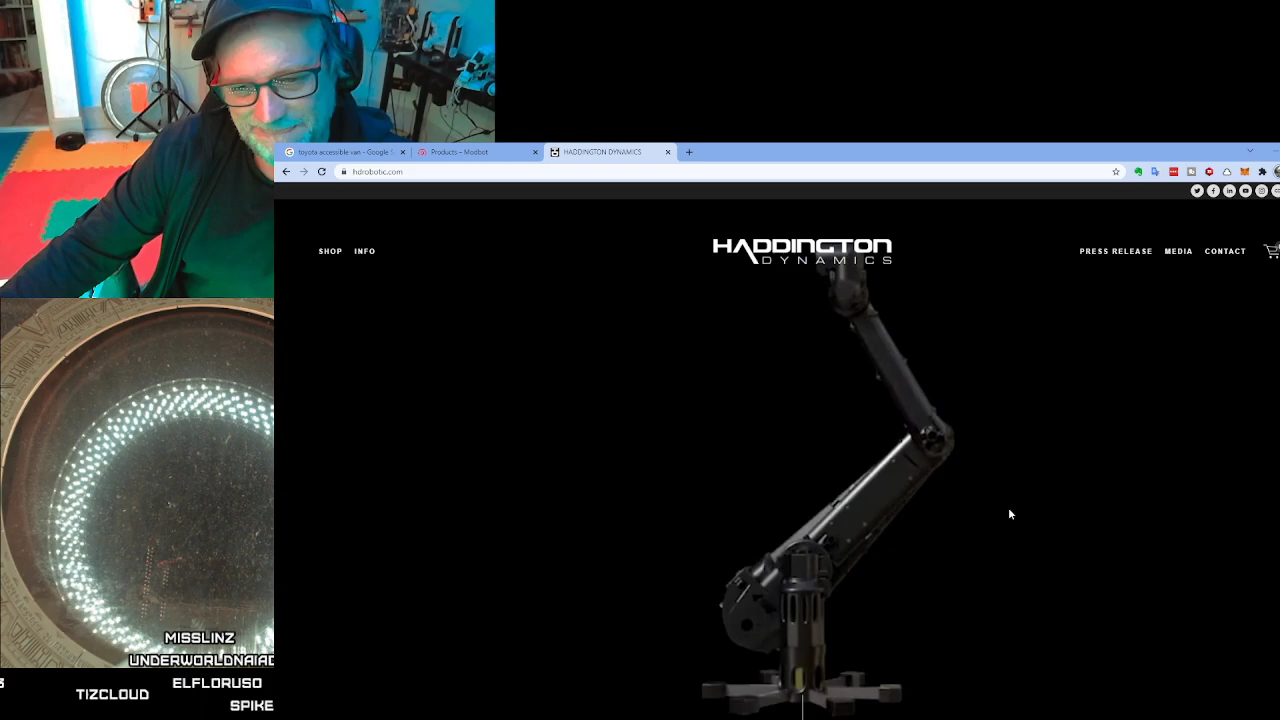 toyota accessible van - Google S
Products – Modbot
HADDINGTON DYNAMICS
hdrobotic.com
SHOP INFO
HADDINGTON
DYNAMICS
PRESS RELEASE MEDIA CONTACT
MISSLINZ
UNDERWORLDNAIAD
ELFLORUSO
TIZCLOUD
SPIKE